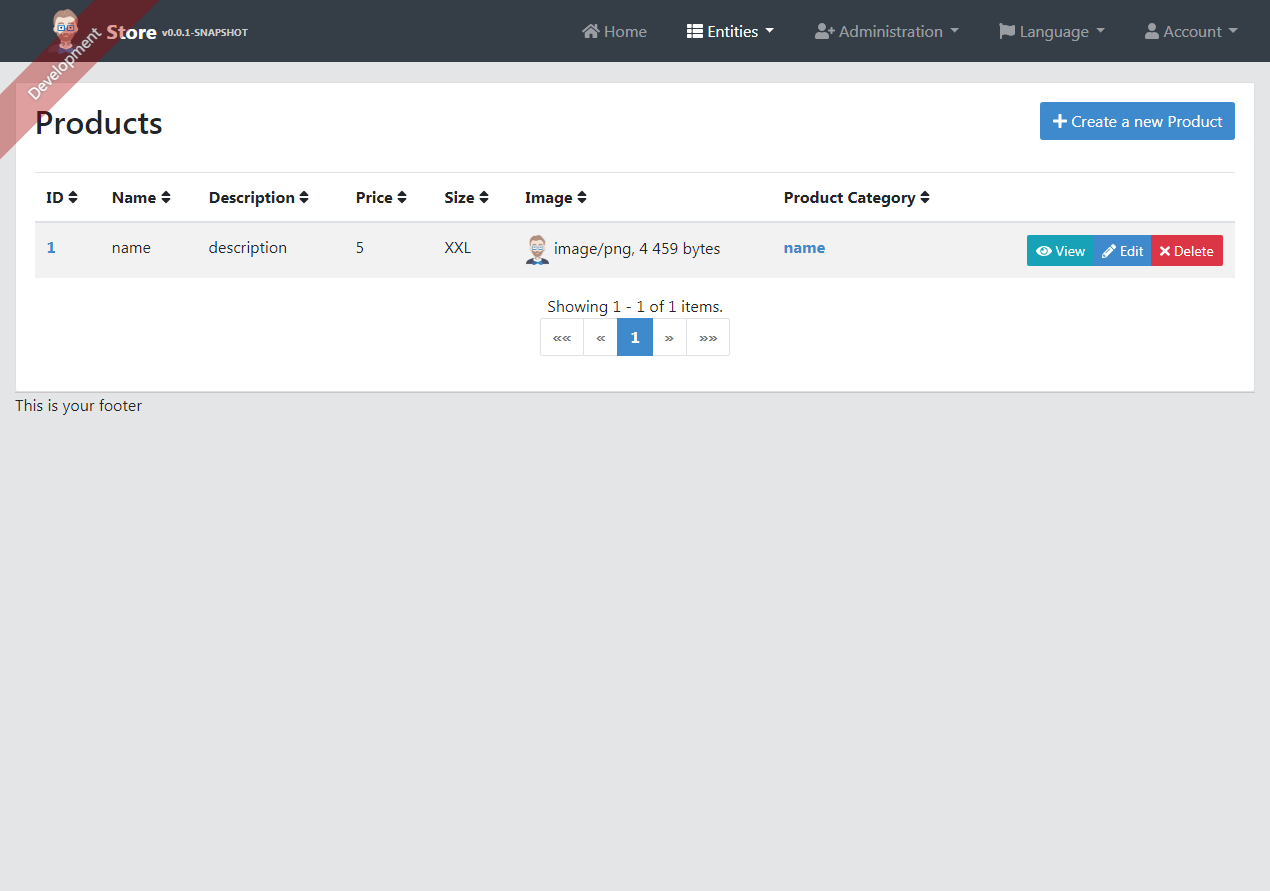 Store v0.0.1-SNAPSHOT Home Entities Administration Language Account
Development
Products Create a new Product
ID Name Description Price Size Image Product Category
1 name description 5 XXL image/png, 4 459 bytes name View Edit Delete
Showing 1 - 1 of 1 items.
«« « 1 » »»
This is your footer